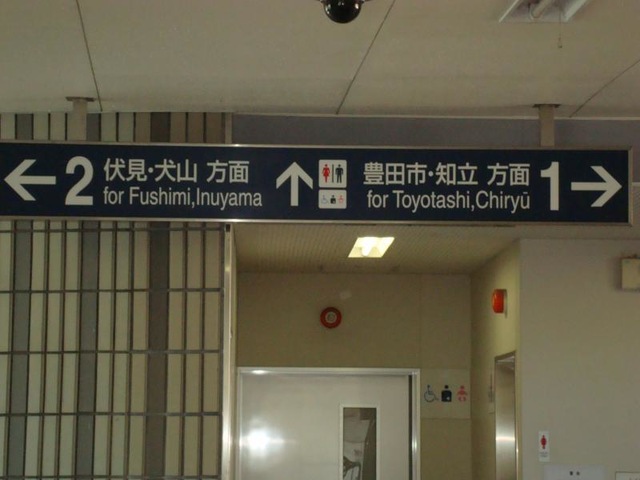 2
伏見・犬山 方面
for Fushimi,Inuyama
豊田市・知立 方面
for Toyotashi,Chiryū
1